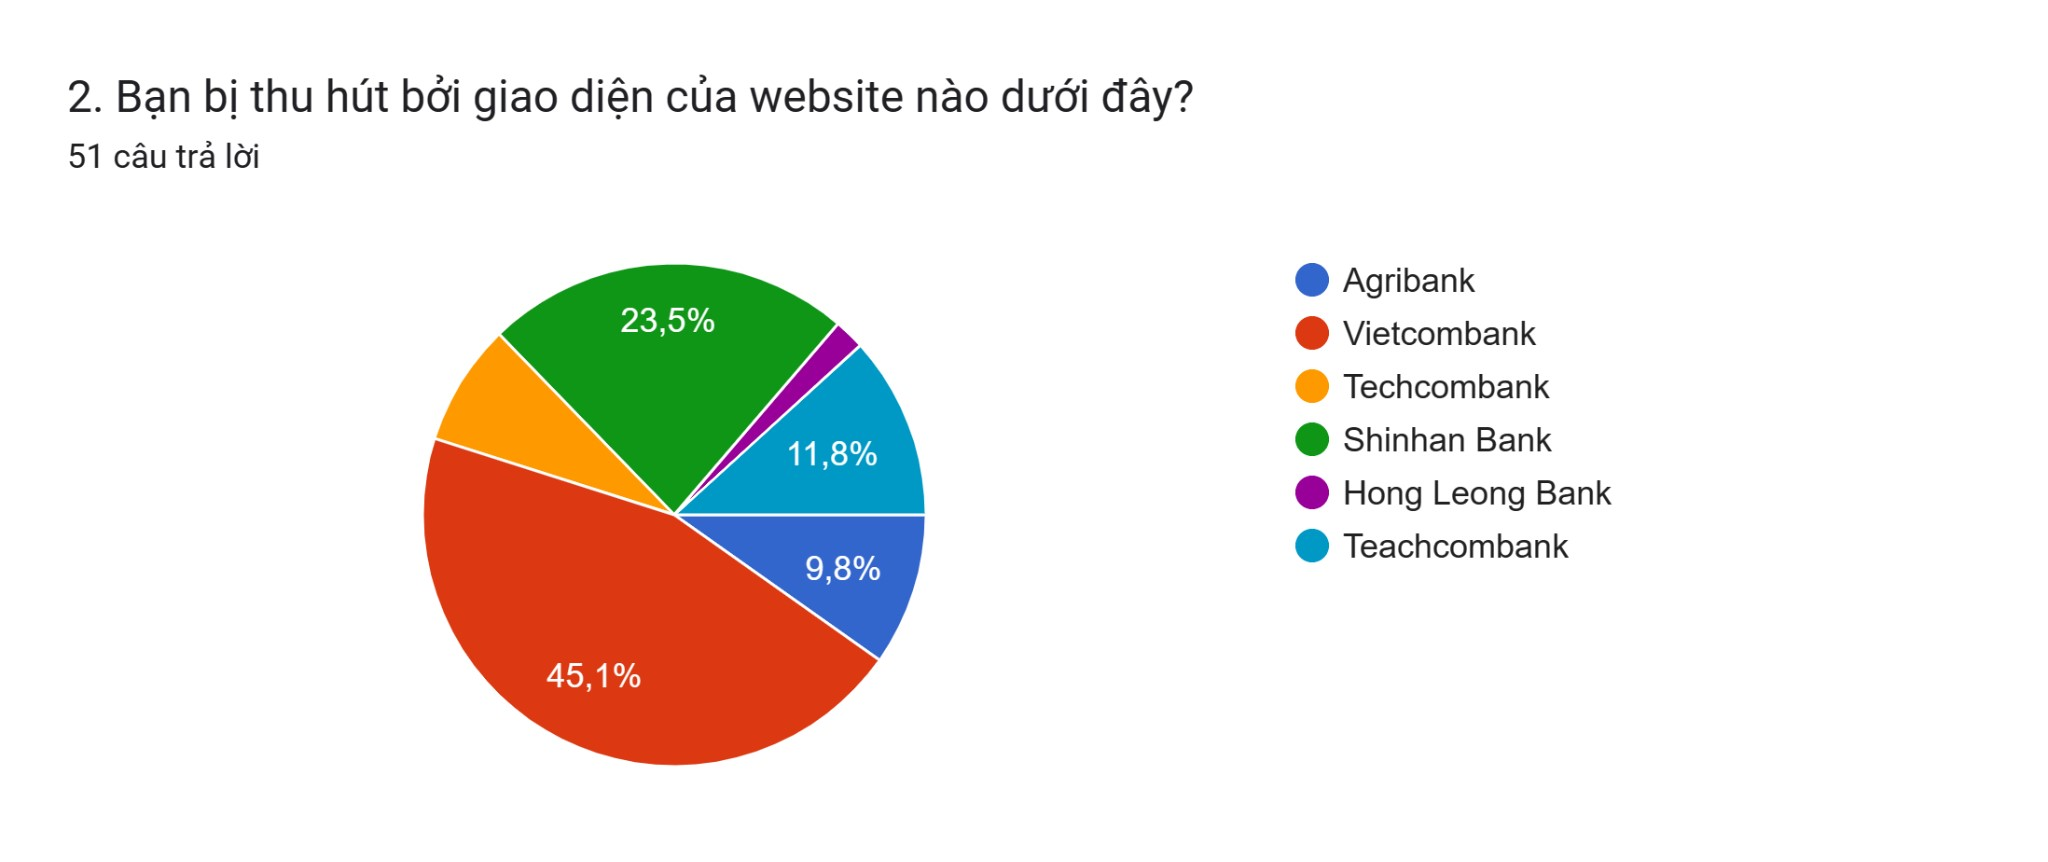 2. Bạn bị thu hút bởi giao diện của website nào dưới đây?
51 câu trả lời
23,5%
11,8%
9,8%
45,1%
Agribank
Vietcombank
Techcombank
Shinhan Bank
Hong Leong Bank
Teachcombank